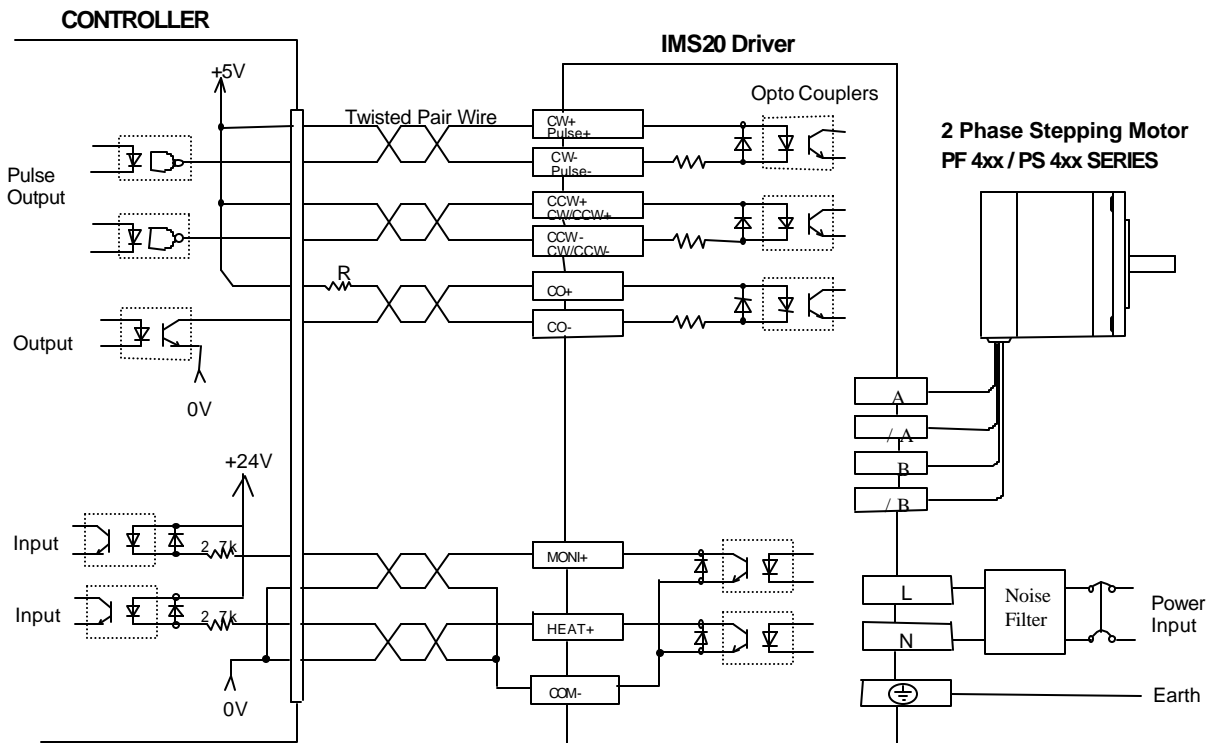 CONTROLLER
IMS20 Driver
+5V
Opto Couplers
Twisted Pair Wire
CW+
Pulse+
2 Phase Stepping Motor
PF 4xx / PS 4xx SERIES
CW-
Pulse-
Pulse
Output
CCW+
CW/CCW+
CCW-
CW/CCW-
R
CO+
CO-
Output
0V
A
/ A
B
/ B
+24V
Input
2.7k
MONI+
L
Noise
Filter
Power
Input
Input
2.7k
HEAT+
N
COM-
0V
Earth